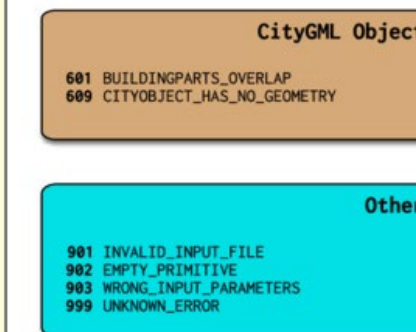 CityGML Object
601 BUILDINGPARTS_OVERLAP
609 CITYOBJECT_HAS_NO_GEOMETRY
Other
901 INVALID_INPUT_FILE
902 EMPTY_PRIMITIVE
903 WRONG_INPUT_PARAMETERS
999 UNKNOWN_ERROR